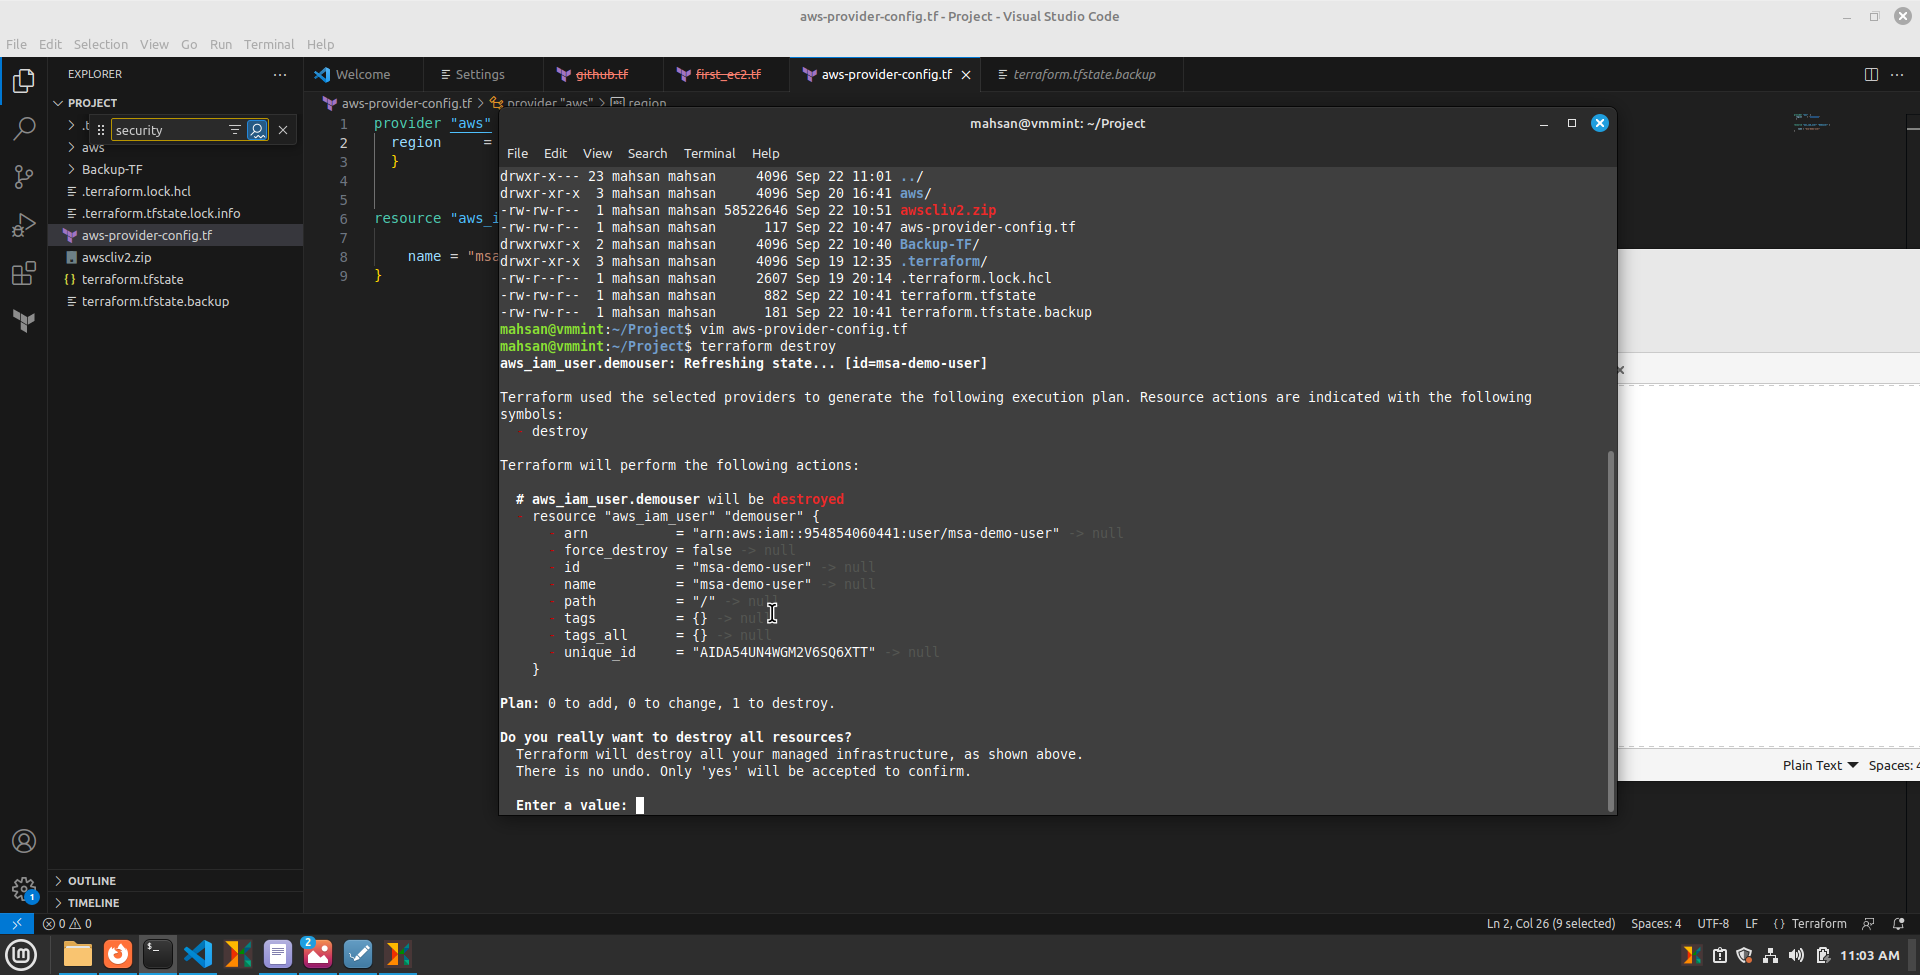 aws-provider-config.tf - Project - Visual Studio Code
File Edit Selection View Go Run Terminal Help
EXPLORER
Welcome
Settings
github.tf
first_ec2.tf
aws-provider-config.tf
terraform.tfstate.backup
PROJECT
aws-provider-config.tf > provider "aws" > region
security
aws
Backup-TF
.terraform.lock.hcl
.terraform.tfstate.lock.info
aws-provider-config.tf
awscliv2.zip
terraform.tfstate
terraform.tfstate.backup
1 provider "aws"
2 region =
3 }
4
5
6 resource "aws_i
7
8 name = "msa
9 }
mahsan@vmmint: ~/Project
File Edit View Search Terminal Help
drwxr-x--- 23 mahsan mahsan 4096 Sep 22 11:01 ../
drwxr-xr-x 3 mahsan mahsan 4096 Sep 20 16:41 aws/
-rw-rw-r-- 1 mahsan mahsan 58522646 Sep 22 10:51 awscliv2.zip
-rw-rw-r-- 1 mahsan mahsan 117 Sep 22 10:47 aws-provider-config.tf
drwxrwxr-x 2 mahsan mahsan 4096 Sep 22 10:40 Backup-TF/
drwxr-xr-x 3 mahsan mahsan 4096 Sep 19 12:35 .terraform/
-rw-r--r-- 1 mahsan mahsan 2607 Sep 19 20:14 .terraform.lock.hcl
-rw-rw-r-- 1 mahsan mahsan 882 Sep 22 10:41 terraform.tfstate
-rw-rw-r-- 1 mahsan mahsan 181 Sep 22 10:41 terraform.tfstate.backup
mahsan@vmmint:~/Project$ vim aws-provider-config.tf
mahsan@vmmint:~/Project$ terraform destroy
aws_iam_user.demouser: Refreshing state... [id=msa-demo-user]
Terraform used the selected providers to generate the following execution plan. Resource actions are indicated with the following
symbols:
destroy
Terraform will perform the following actions:
# aws_iam_user.demouser will be destroyed
- resource "aws_iam_user" "demouser" {
- arn = "arn:aws:iam::954854060441:user/msa-demo-user" -> null
- force_destroy = false -> null
- id = "msa-demo-user" -> null
- name = "msa-demo-user" -> null
- path = "/" -> null
- tags = {} -> null
- tags_all = {} -> null
- unique_id = "AIDA54UN4WGM2V6SQ6XTT" -> null
}
Plan: 0 to add, 0 to change, 1 to destroy.
Do you really want to destroy all resources?
Terraform will destroy all your managed infrastructure, as shown above.
There is no undo. Only 'yes' will be accepted to confirm.
Enter a value:
Plain Text Spaces: 4
OUTLINE
TIMELINE
1
0 0
Ln 2, Col 26 (9 selected) Spaces: 4 UTF-8 LF {} Terraform
2
11:03 AM